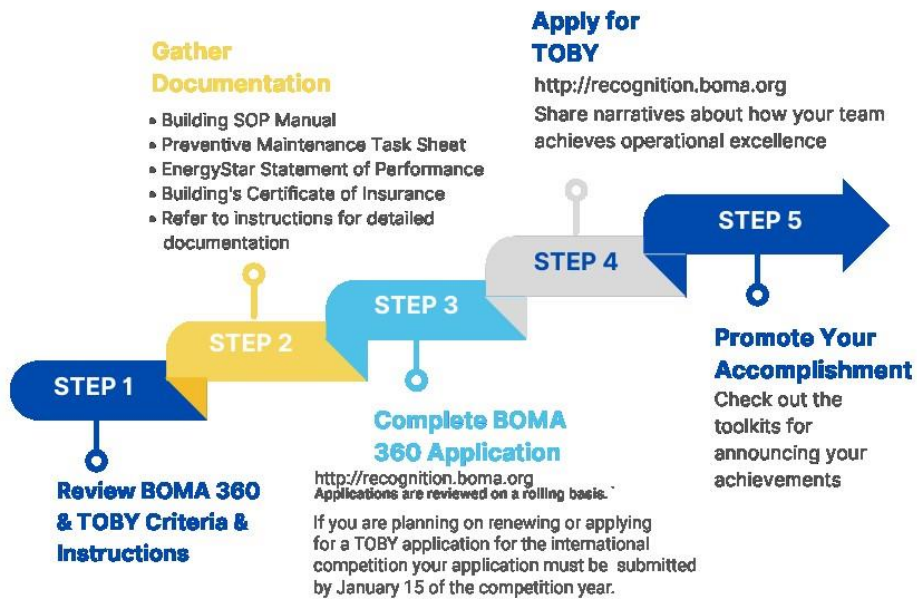 Apply for
TOBY
http://recognition.boma.org
Share narratives about how your team
achieves operational excellence
Gather
Documentation
• Building SOP Manual
• Preventive Maintenance Task Sheet
• EnergyStar Statement of Performance
• Building's Certificate of Insurance
• Refer to instructions for detailed
documentation
STEP 1
STEP 2
STEP 3
STEP 4
STEP 5
Review BOMA 360
& TOBY Criteria &
Instructions
Complete BOMA
360 Application
http://recognition.boma.org
Applications are reviewed on a rolling basis.
If you are planning on renewing or applying
for a TOBY application for the international
competition your application must be submitted
by January 15 of the competition year.
Promote Your
Accomplishment
Check out the
toolkits for
announcing your
achievements